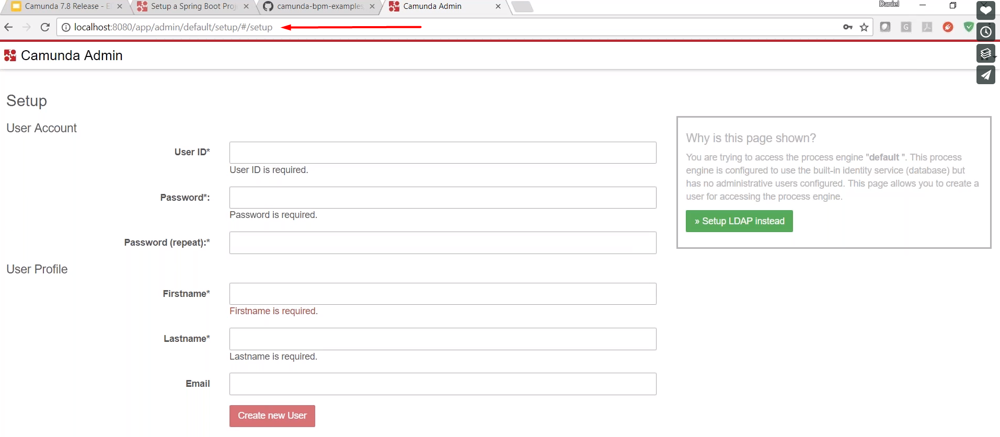 Camunda 7.8 Release - E
Setup a Spring Boot Proj
camunda-bpm-examples
Camunda Admin
Daniel
localhost:8080/app/admin/default/setup/#/setup
G
Camunda Admin
Setup
User Account
User ID*
User ID is required.
Password*:
Password is required.
Password (repeat):*
User Profile
Firstname*
Firstname is required.
Lastname*
Lastname is required.
Email
Create new User
Why is this page shown?
You are trying to access the process engine "default ". This process
engine is configured to use the built-in identity service (database) but
has no administrative users configured. This page allows you to create a
user for accessing the process engine.
» Setup LDAP instead